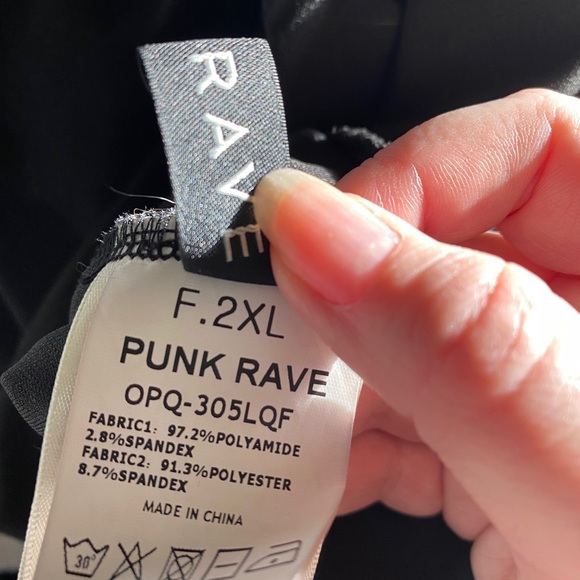 RAVE
F.2XL
PUNK RAVE
OPQ-305LQF
FABRIC1: 97.2%POLYAMIDE
2.8%SPANDEX
FABRIC2: 91.3%POLYESTER
8.7%SPANDEX
MADE IN CHINA
30°